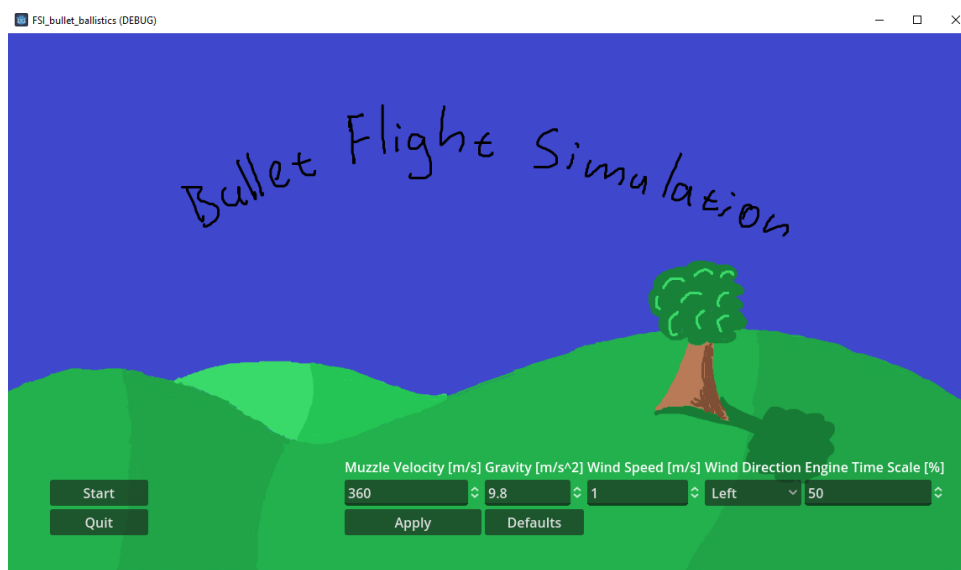 FSI_bullet_ballistics (DEBUG)
Bullet Flight Simulation
Muzzle Velocity [m/s] Gravity [m/s^2] Wind Speed [m/s] Wind Direction Engine Time Scale [%]
Start 360 9.8 1 Left 50
Quit Apply Defaults